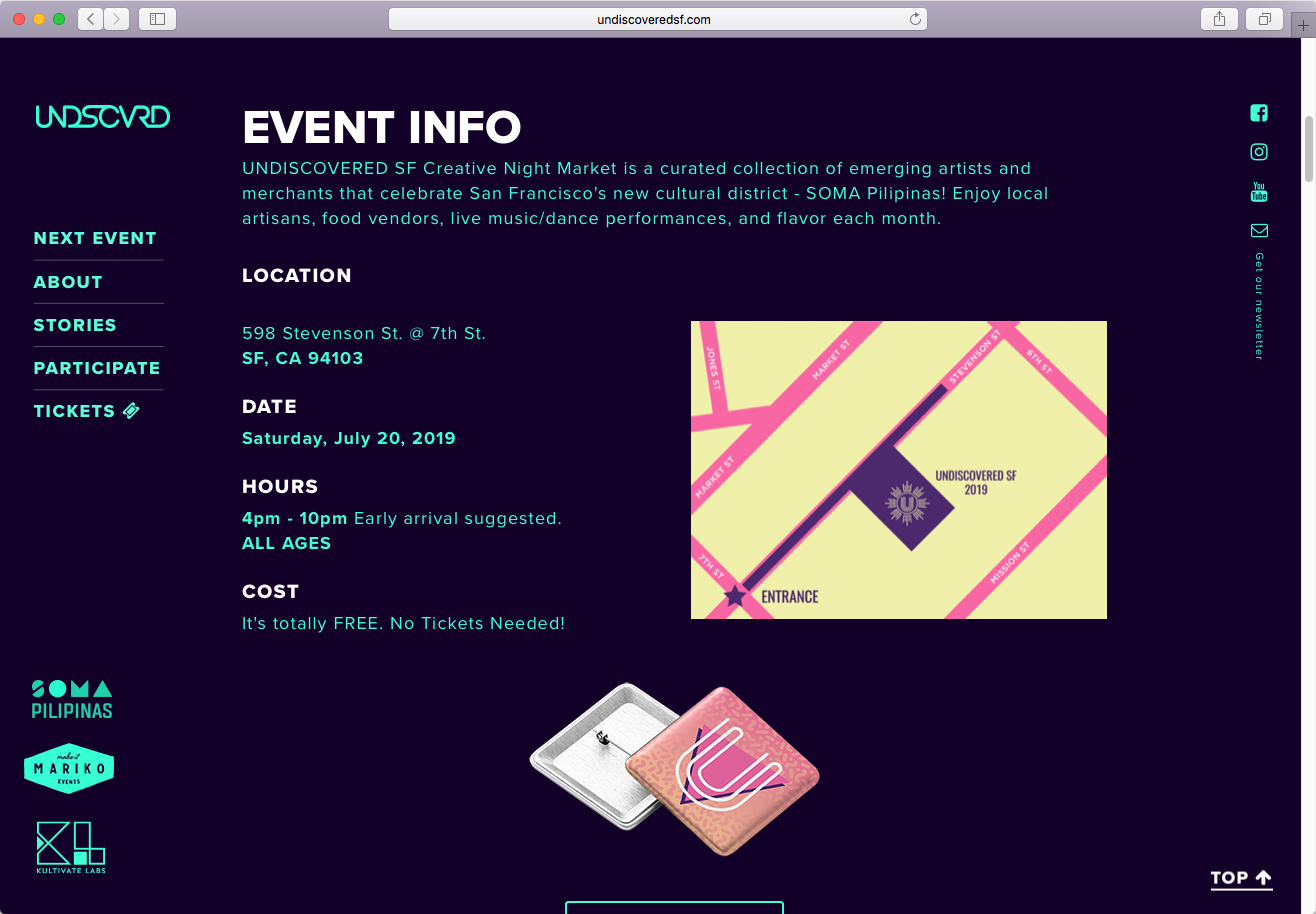 undiscoveredsf.com
UNDSCVRD
NEXT EVENT
ABOUT
STORIES
PARTICIPATE
TICKETS
SOMA
PILIPINAS
make it
MARIKO
EVENTS
KL
KULTIVATE LABS
EVENT INFO
UNDISCOVERED SF Creative Night Market is a curated collection of emerging artists and
merchants that celebrate San Francisco's new cultural district - SOMA Pilipinas! Enjoy local
artisans, food vendors, live music/dance performances, and flavor each month.
LOCATION
598 Stevenson St. @ 7th St.
SF, CA 94103
DATE
Saturday, July 20, 2019
HOURS
4pm - 10pm Early arrival suggested.
ALL AGES
COST
It's totally FREE. No Tickets Needed!
JONES ST
MARKET ST
STEVENSON ST
6TH ST
MARKET ST
UNDISCOVERED SF
2019
U
7TH ST
MISSION ST
ENTRANCE
U
You
Tube
Get our newsletter
TOP